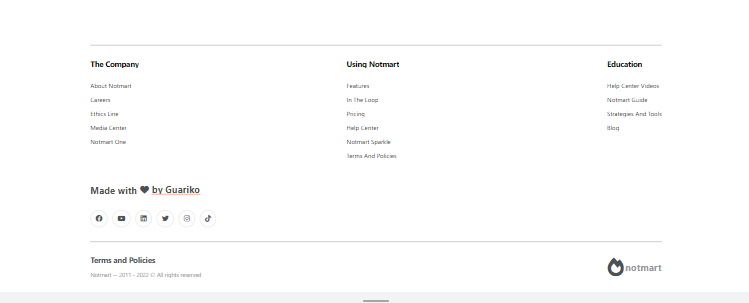 The Company
About Notmart
Careers
Ethics Line
Media Center
Notmart One
Using Notmart
Features
In The Loop
Pricing
Help Center
Notmart Sparkle
Terms And Policies
Education
Help Center Videos
Notmart Guide
Strategies And Tools
Blog
Made with ❤ by Guariko
Terms and Policies
Notmart — 2011 - 2022 © All rights reserved
notmart